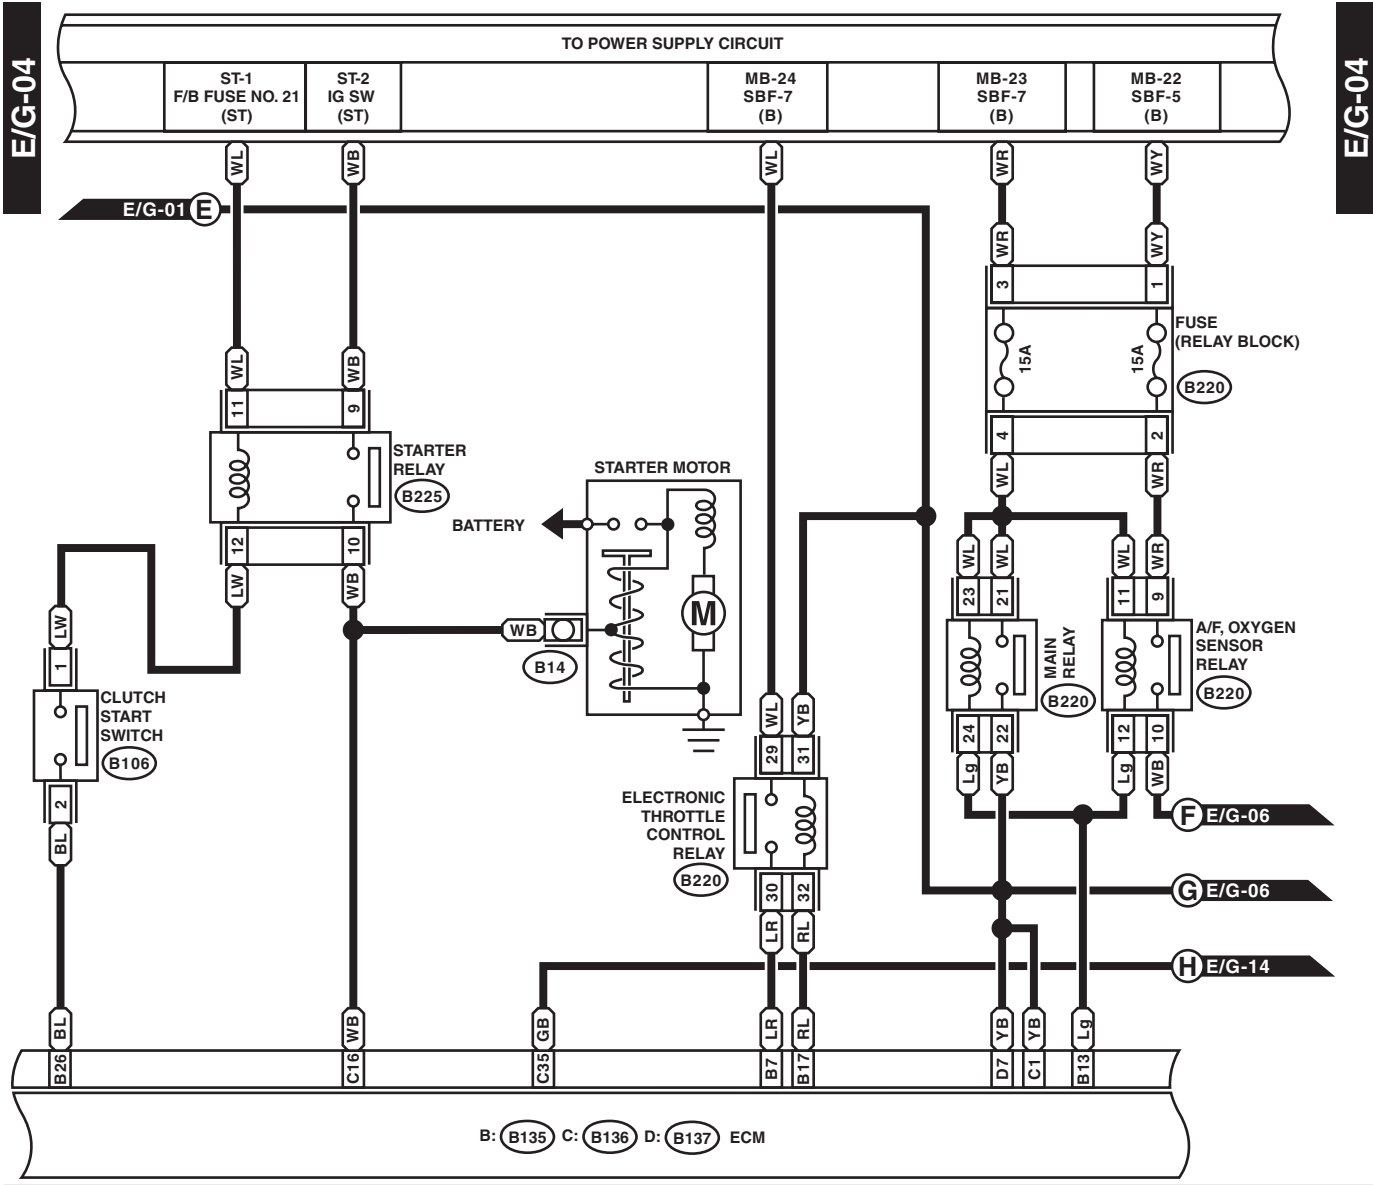 E/G-04
E/G-04
TO POWER SUPPLY CIRCUIT
ST-1
F/B FUSE NO. 21
(ST)
ST-2
IG SW
(ST)
MB-24
SBF-7
(B)
MB-23
SBF-7
(B)
MB-22
SBF-5
(B)
WL
WB
WL
WR
WY
E/G-01 E
WR
WY
3
1
FUSE
(RELAY BLOCK)
15A
15A
B220
WL
WB
11
9
STARTER
RELAY
B225
4
2
WL
WR
STARTER MOTOR
BATTERY
M
12
10
LW
WB
WL
WL
WL
WR
23
21
11
9
LW
1
WB
B14
MAIN
RELAY
B220
A/F, OXYGEN
SENSOR
RELAY
B220
CLUTCH
START
SWITCH
B106
WL
YB
29
31
24
22
12
10
Lg
YB
Lg
WB
2
BL
ELECTRONIC
THROTTLE
CONTROL
RELAY
B220
F E/G-06
30
32
LR
RL
G E/G-06
H E/G-14
BL
WB
GB
LR
RL
YB
YB
Lg
B26
C16
C35
B7
B17
D7
C1
B13
B: B135 C: B136 D: B137 ECM